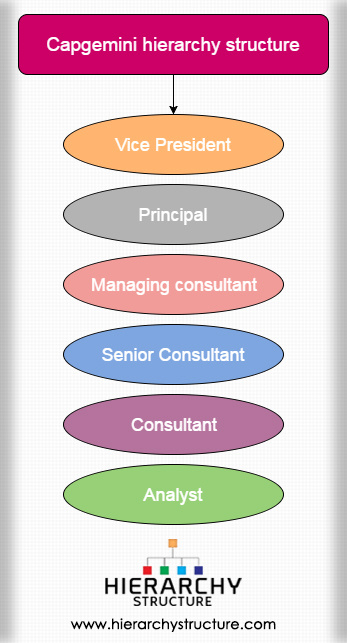 Capgemini hierarchy structure
Vice President
Principal
Managing consultant
Senior Consultant
Consultant
Analyst
HIERARCHY
STRUCTURE
www.hierarchystructure.com